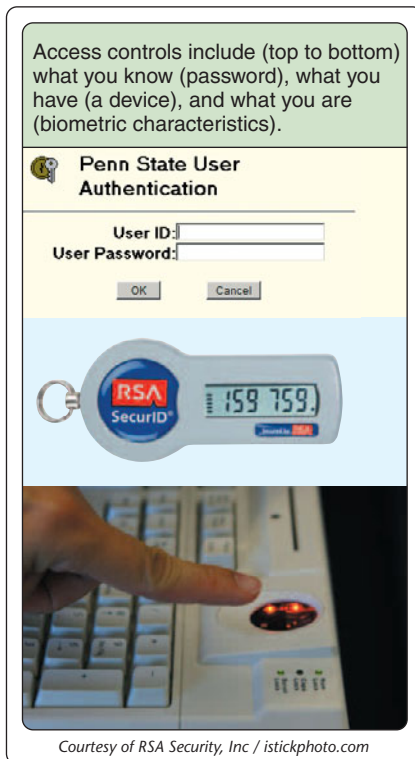 Access controls include (top to bottom)
what you know (password), what you
have (a device), and what you are
(biometric characteristics).
Penn State User
Authentication
User ID:
User Password:
OK Cancel
RSA
SecurID®
159 759.
Courtesy of RSA Security, Inc / istickphoto.com